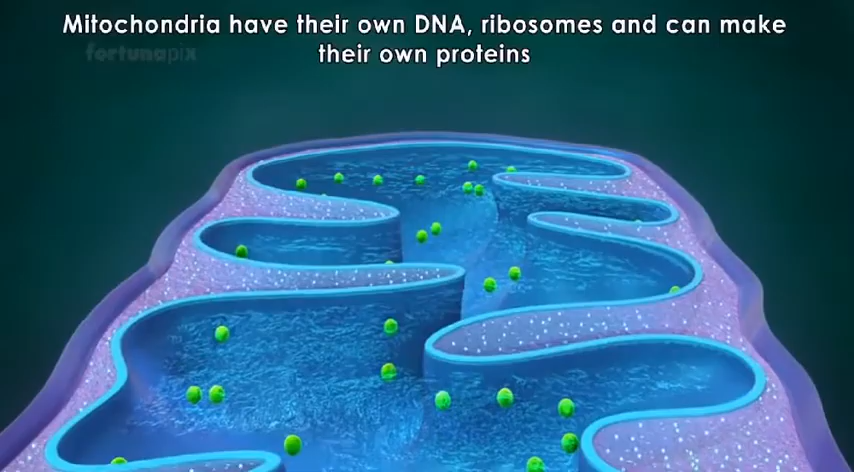 Mitochondria have their own DNA, ribosomes and can make
their own proteins
fortunapix